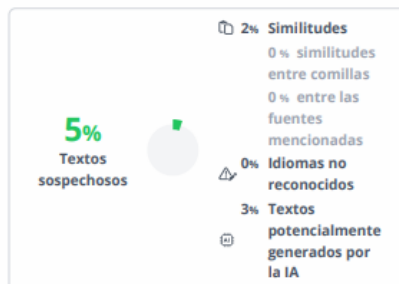 5%
Textos
sospechosos
2% Similitudes
0 % similitudes
entre comillas
0 % entre las
fuentes
mencionadas
0% Idiomas no
reconocidos
3% Textos
potencialmente
generados por
la IA
AI